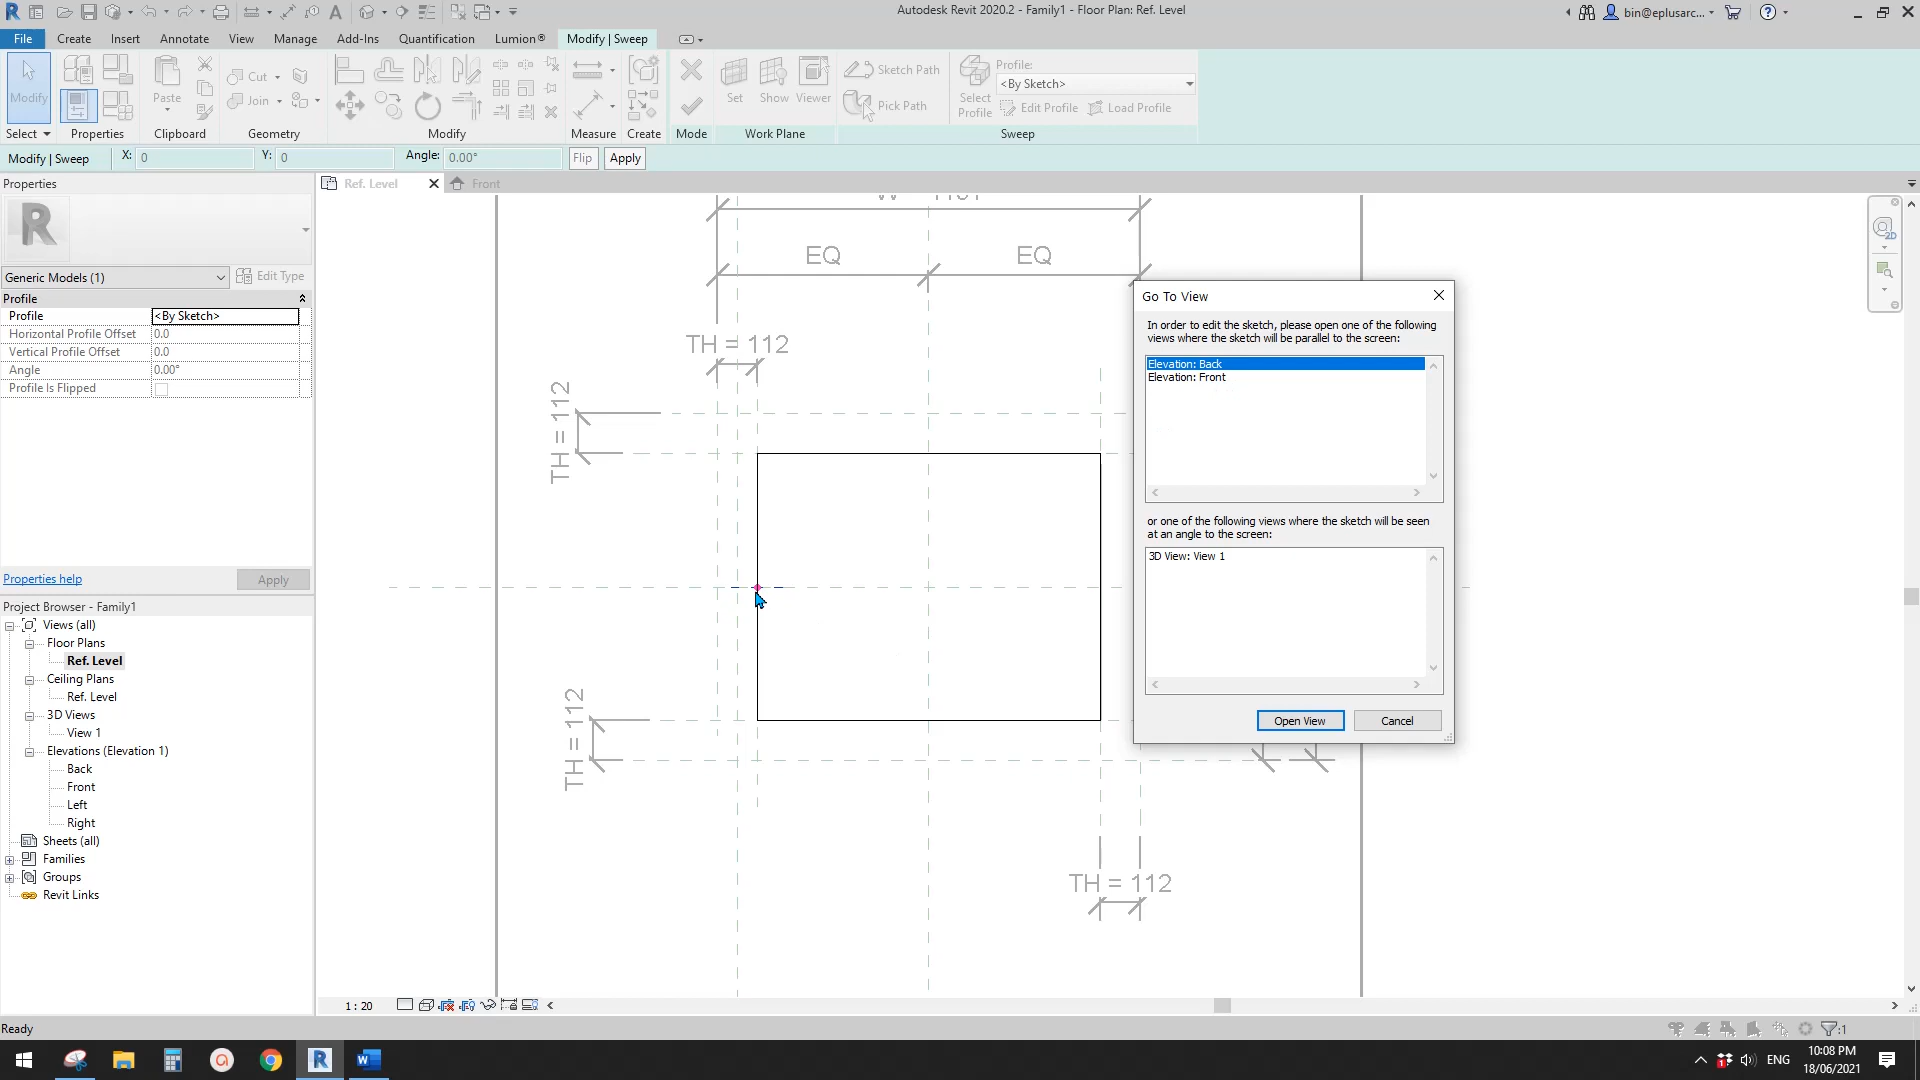 Autodesk Revit 2020.2 - Family1 - Floor Plan: Ref. Level
bin@eplusarc...
File Create Insert Annotate View Manage Add-Ins Quantification Lumion® Modify | Sweep
Modify
Paste
Cut
Join
Set Show Viewer
Sketch Path
Pick Path
Select Profile
Profile:
<By Sketch>
Edit Profile Load Profile
Select Properties Clipboard Geometry Modify Measure Create Mode Work Plane Sweep
Modify | Sweep X: 0 Y: 0 Angle: 0.00° Flip Apply
Properties
Ref. Level
Front
R
Generic Models (1)
Edit Type
Profile
Profile <By Sketch>
Horizontal Profile Offset 0.0
Vertical Profile Offset 0.0
Angle 0.00°
Profile Is Flipped
Properties help
Apply
Project Browser - Family1
Views (all)
Floor Plans
Ref. Level
Ceiling Plans
Ref. Level
3D Views
View 1
Elevations (Elevation 1)
Back
Front
Left
Right
Sheets (all)
Families
Groups
Revit Links
EQ EQ
TH = 112
TH = 112
TH = 112
TH = 112
2D
Go To View
In order to edit the sketch, please open one of the following
views where the sketch will be parallel to the screen:
Elevation: Back
Elevation: Front
or one of the following views where the sketch will be seen
at an angle to the screen:
3D View: View 1
Open View Cancel
1 : 20
Ready
:1
ENG
10:08 PM
18/06/2021